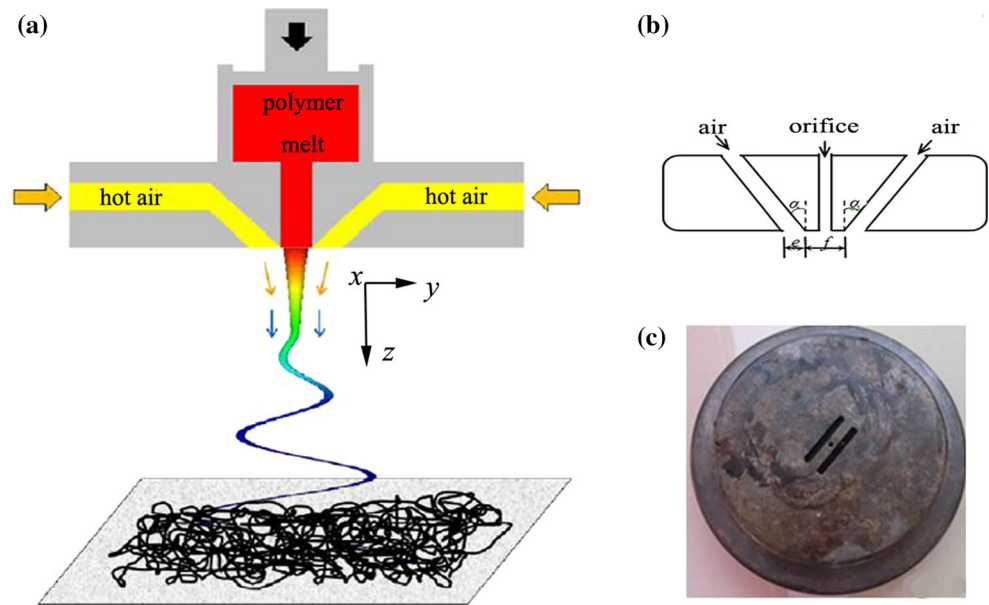 (a)
polymer
melt
hot air
hot air
x
y
z
(b)
air
orifice
air
α
α
e
f
(c)